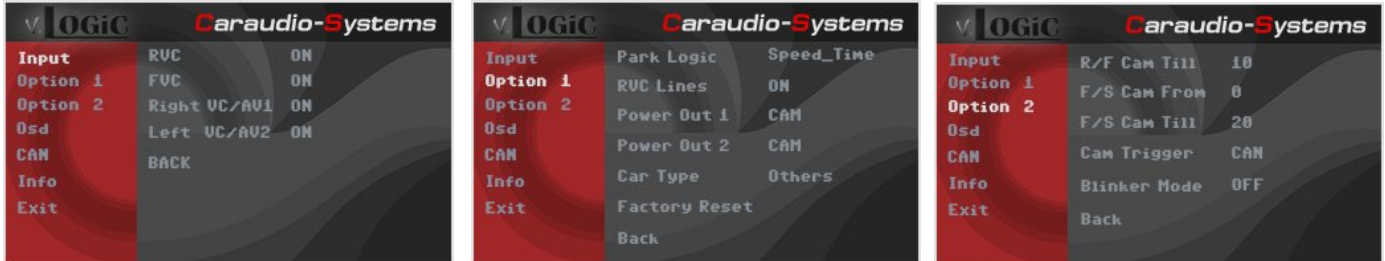 v.LOGiC Caraudio-Systems
Input
Option 1
Option 2
Osd
CAN
Info
Exit
RVC ON
FVC ON
Right VC/AV1 ON
Left VC/AV2 ON
BACK
v.LOGiC Caraudio-Systems
Input
Option 1
Option 2
Osd
CAN
Info
Exit
Park Logic Speed_Time
RVC Lines ON
Power Out 1 CAM
Power Out 2 CAM
Car Type Others
Factory Reset
Back
v.LOGiC Caraudio-Systems
Input
Option 1
Option 2
Osd
CAN
Info
Exit
R/F Cam Till 10
F/S Cam From 0
F/S Cam Till 20
Cam Trigger CAN
Blinker Mode OFF
Back